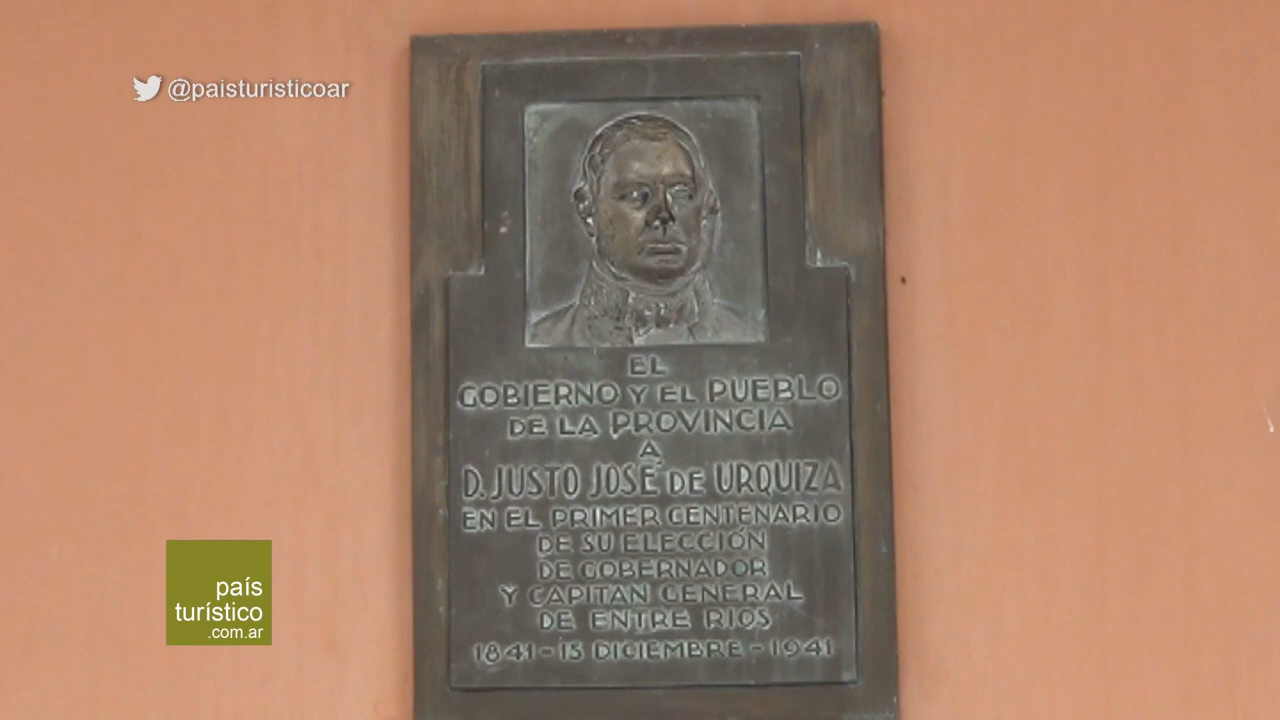 @paisturisticoar
EL
GOBIERNO Y EL PUEBLO
DE LA PROVINCIA
A
D. JUSTO JOSÉ DE URQUIZA
EN EL PRIMER CENTENARIO
DE SU ELECCIÓN
DE GOBERNADOR
Y CAPITAN GENERAL
DE ENTRE RIOS
1841 - 15 DICIEMBRE - 1941
país
turístico
.com.ar